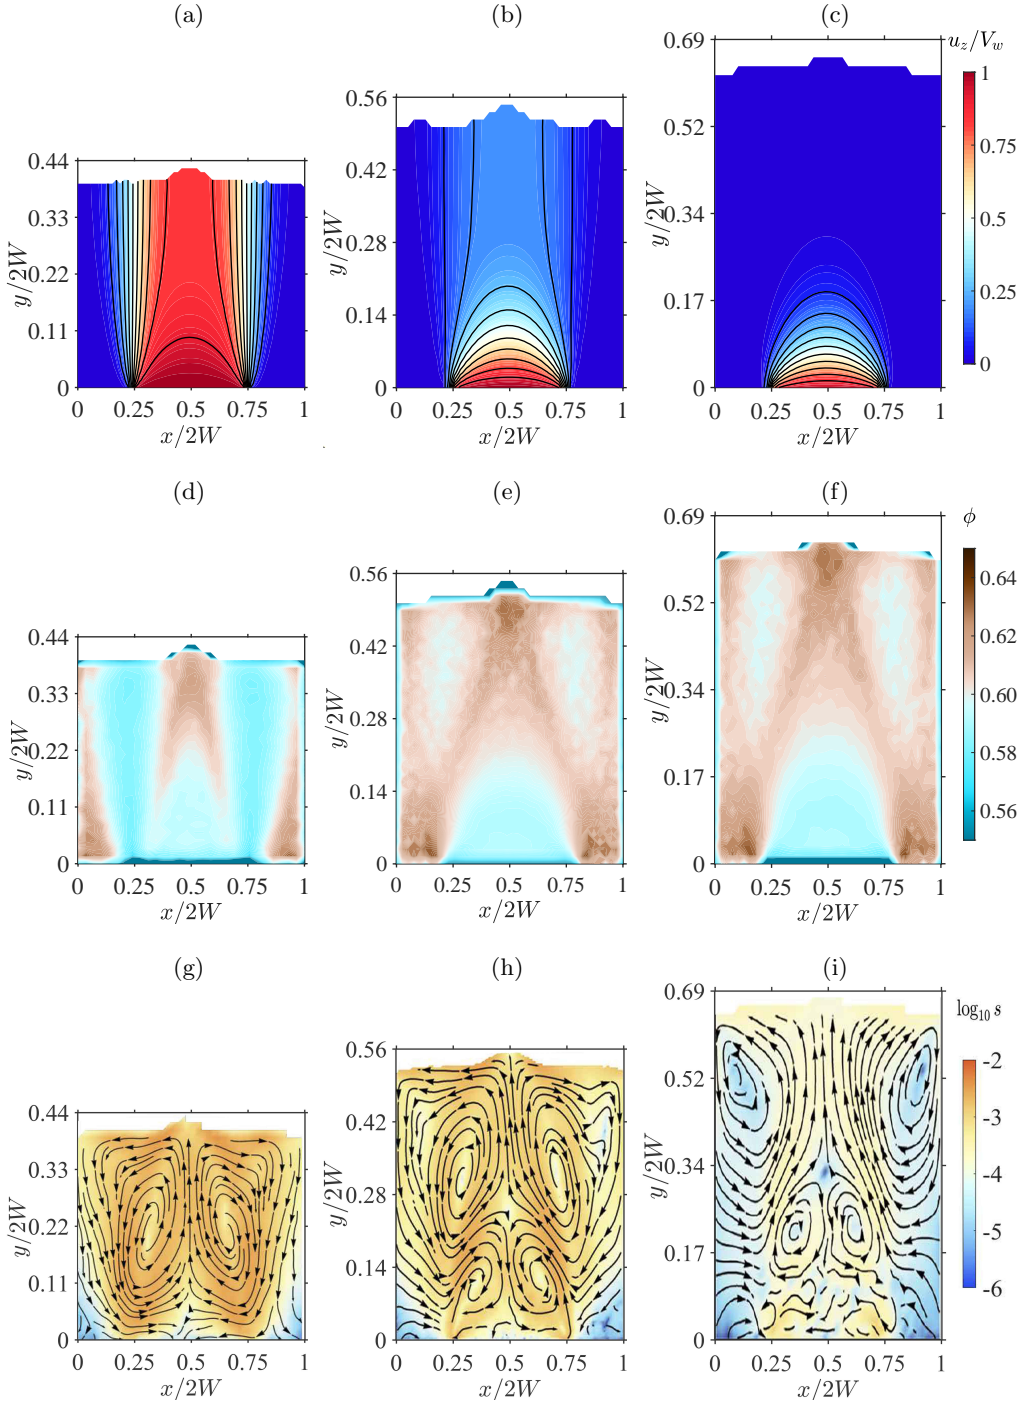 (a) (b) (c)
0.69
u_z/V_w
1
0.56
0.52
0.75
0.44
0.42
0.33
0.28
0.34
0.5
y/2W
y/2W
y/2W
0.22
0.14
0.17
0.25
0.11
0
0
0
0
0 0.25 0.5 0.75 1
0 0.25 0.5 0.75 1
0 0.25 0.5 0.75 1
x/2W
x/2W
x/2W
(d) (e) (f)
0.69
ϕ
0.56
0.52
0.64
0.44
0.42
0.62
0.33
0.28
0.34
0.60
y/2W
y/2W
y/2W
0.22
0.14
0.17
0.58
0.11
0.56
0
0
0
0 0.25 0.5 0.75 1
0 0.25 0.5 0.75 1
0 0.25 0.5 0.75 1
x/2W
x/2W
x/2W
(g) (h) (i)
0.69
log10 s
0.56
0.52
-2
0.44
0.42
-3
0.33
0.28
0.34
-4
y/2W
y/2W
y/2W
0.22
0.14
0.17
-5
0.11
-6
0
0
0
0 0.25 0.5 0.75 1
0 0.25 0.5 0.75 1
0 0.25 0.5 0.75 1
x/2W
x/2W
x/2W